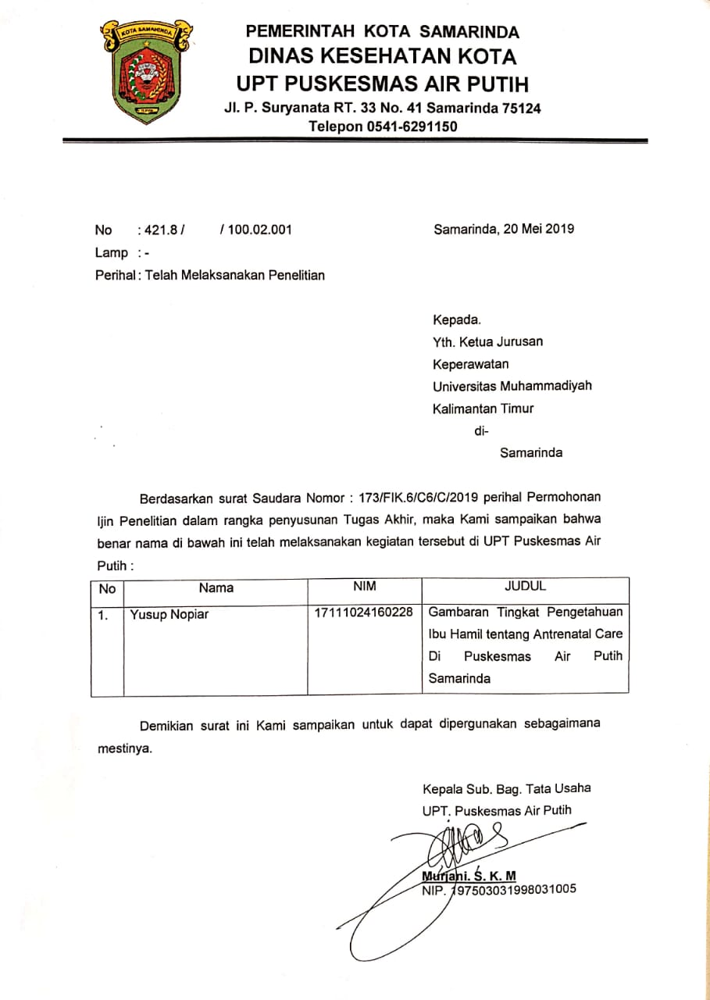 KOTA SAMARINDA
PEMERINTAH KOTA SAMARINDA
DINAS KESEHATAN KOTA
UPT PUSKESMAS AIR PUTIH
Jl. P. Suryanata RT. 33 No. 41 Samarinda 75124
Telepon 0541-6291150
No : 421.8 / / 100.02.001
Samarinda, 20 Mei 2019
Lamp : -
Perihal : Telah Melaksanakan Penelitian
Kepada.
Yth. Ketua Jurusan
Keperawatan
Universitas Muhammadiyah
Kalimantan Timur
di-
Samarinda
Berdasarkan surat Saudara Nomor : 173/FIK.6/C6/C/2019 perihal Permohonan
Ijin Penelitian dalam rangka penyusunan Tugas Akhir, maka Kami sampaikan bahwa
benar nama di bawah ini telah melaksanakan kegiatan tersebut di UPT Puskesmas Air
Putih :
No Nama NIM JUDUL
1. Yusup Nopiar 17111024160228 Gambaran Tingkat Pengetahuan
Ibu Hamil tentang Antrenatal Care
Di Puskesmas Air Putih
Samarinda
Demikian surat ini Kami sampaikan untuk dapat dipergunakan sebagaimana
mestinya.
Kepala Sub. Bag. Tata Usaha
UPT. Puskesmas Air Putih
Murjani. S. K. M
NIP. 197503031998031005